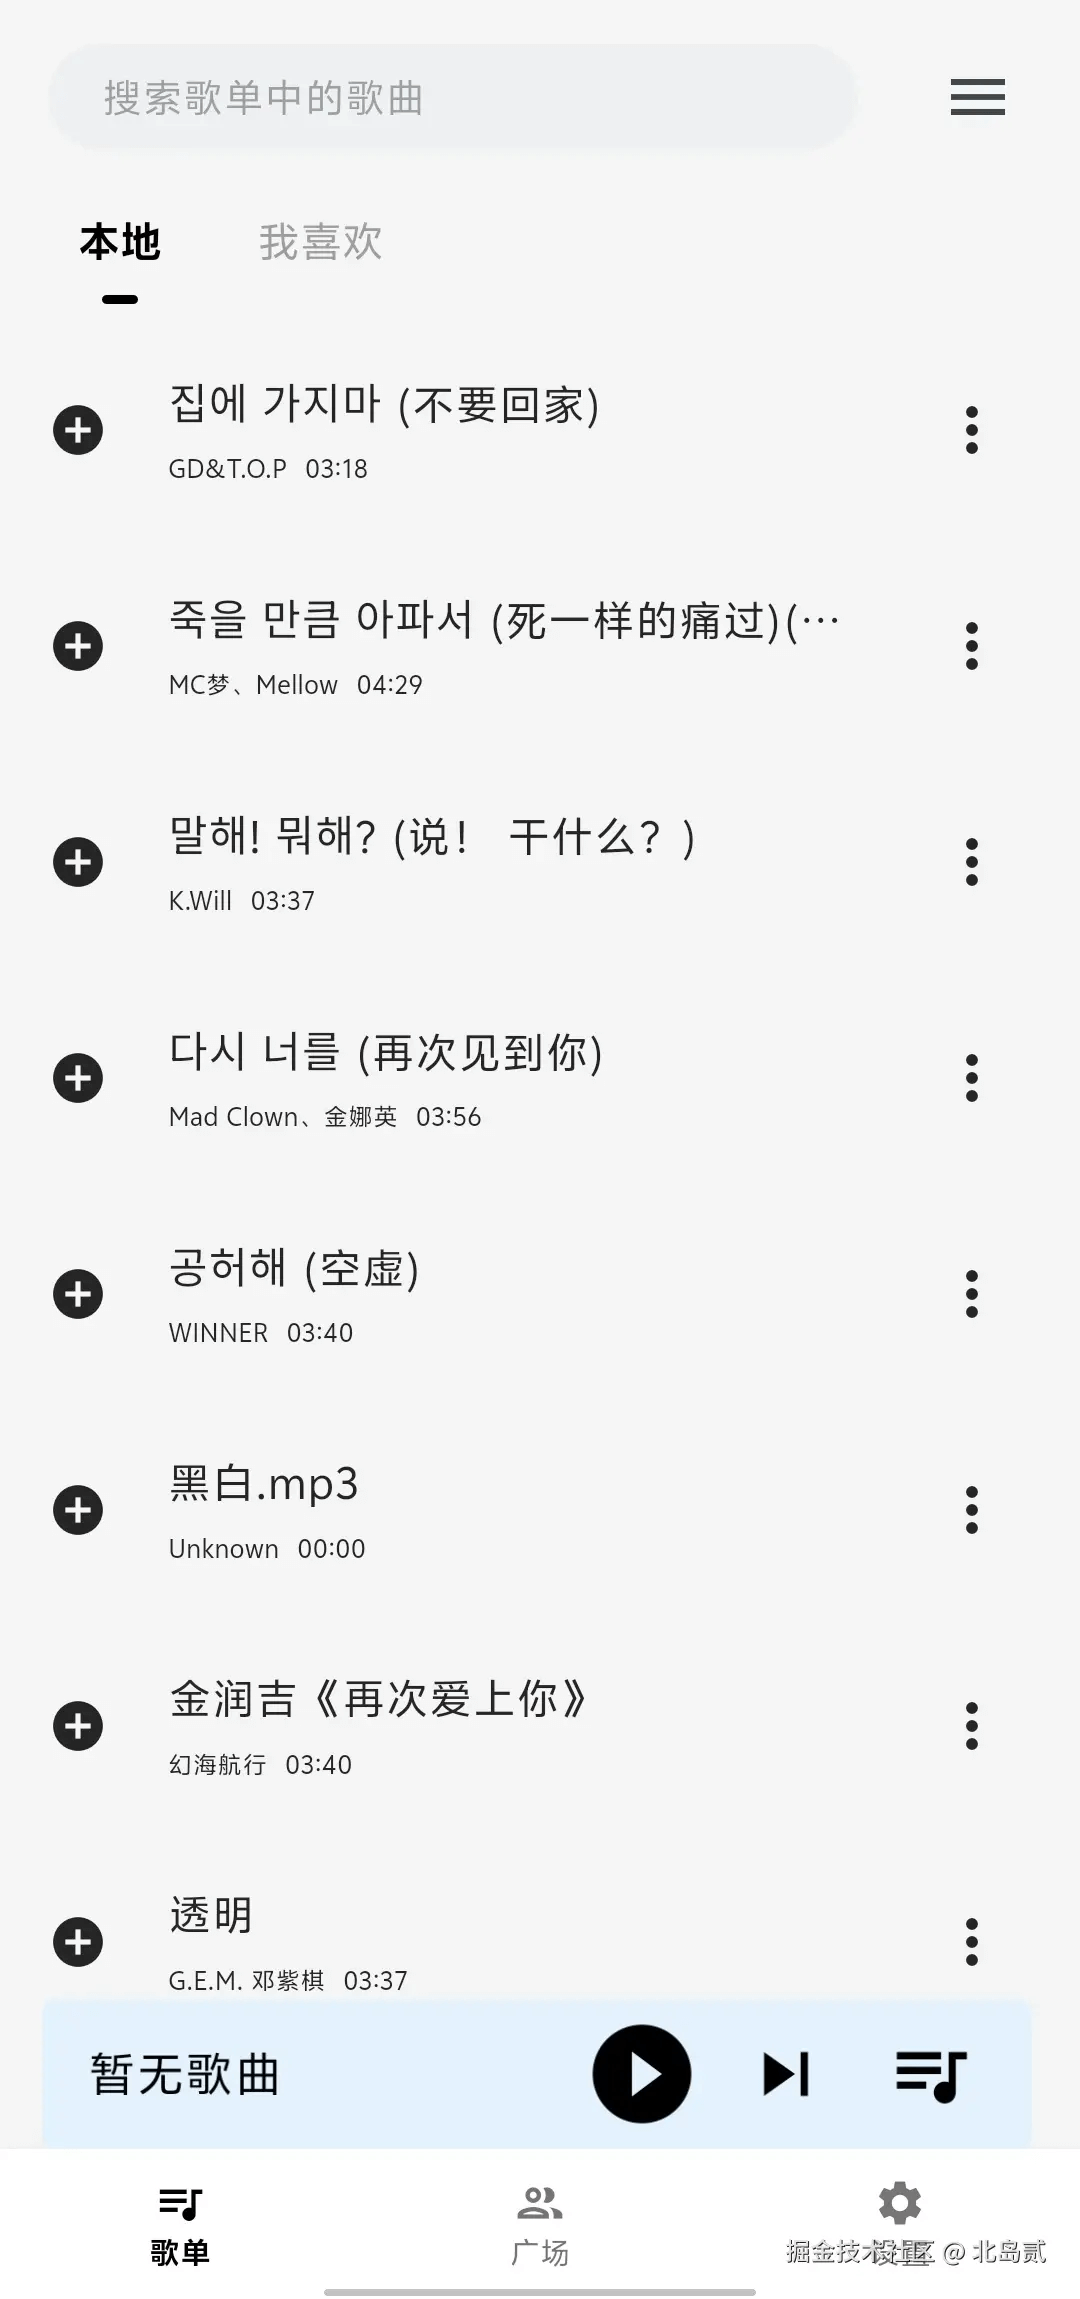 搜索歌单中的歌曲
本地 我喜欢
집에 가지마 (不要回家)
GD&T.O.P 03:18
죽을 만큼 아파서 (死一样的痛过)(…
MC梦、Mellow 04:29
말해! 뭐해? (说！ 干什么？)
K.Will 03:37
다시 너를 (再次见到你)
Mad Clown、金娜英 03:56
공허해 (空虚)
WINNER 03:40
黑白.mp3
Unknown 00:00
金润吉《再次爱上你》
幻海航行 03:40
透明
G.E.M. 邓紫棋 03:37
暂无歌曲
歌单 广场 设置
掘金技术社区 @ 北岛贰